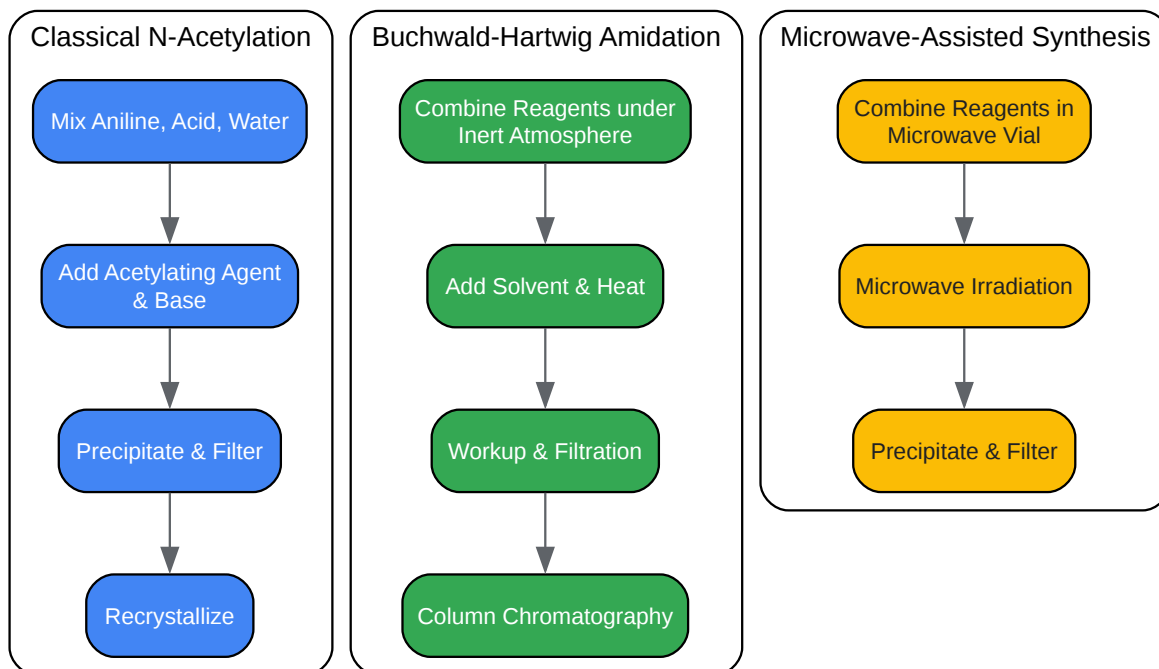 Classical N-Acetylation
Mix Aniline, Acid, Water
Add Acetylating Agent
& Base
Precipitate & Filter
Recrystallize
Buchwald-Hartwig Amidation
Combine Reagents under
Inert Atmosphere
Add Solvent & Heat
Workup & Filtration
Column Chromatography
Microwave-Assisted Synthesis
Combine Reagents in
Microwave Vial
Microwave Irradiation
Precipitate & Filter